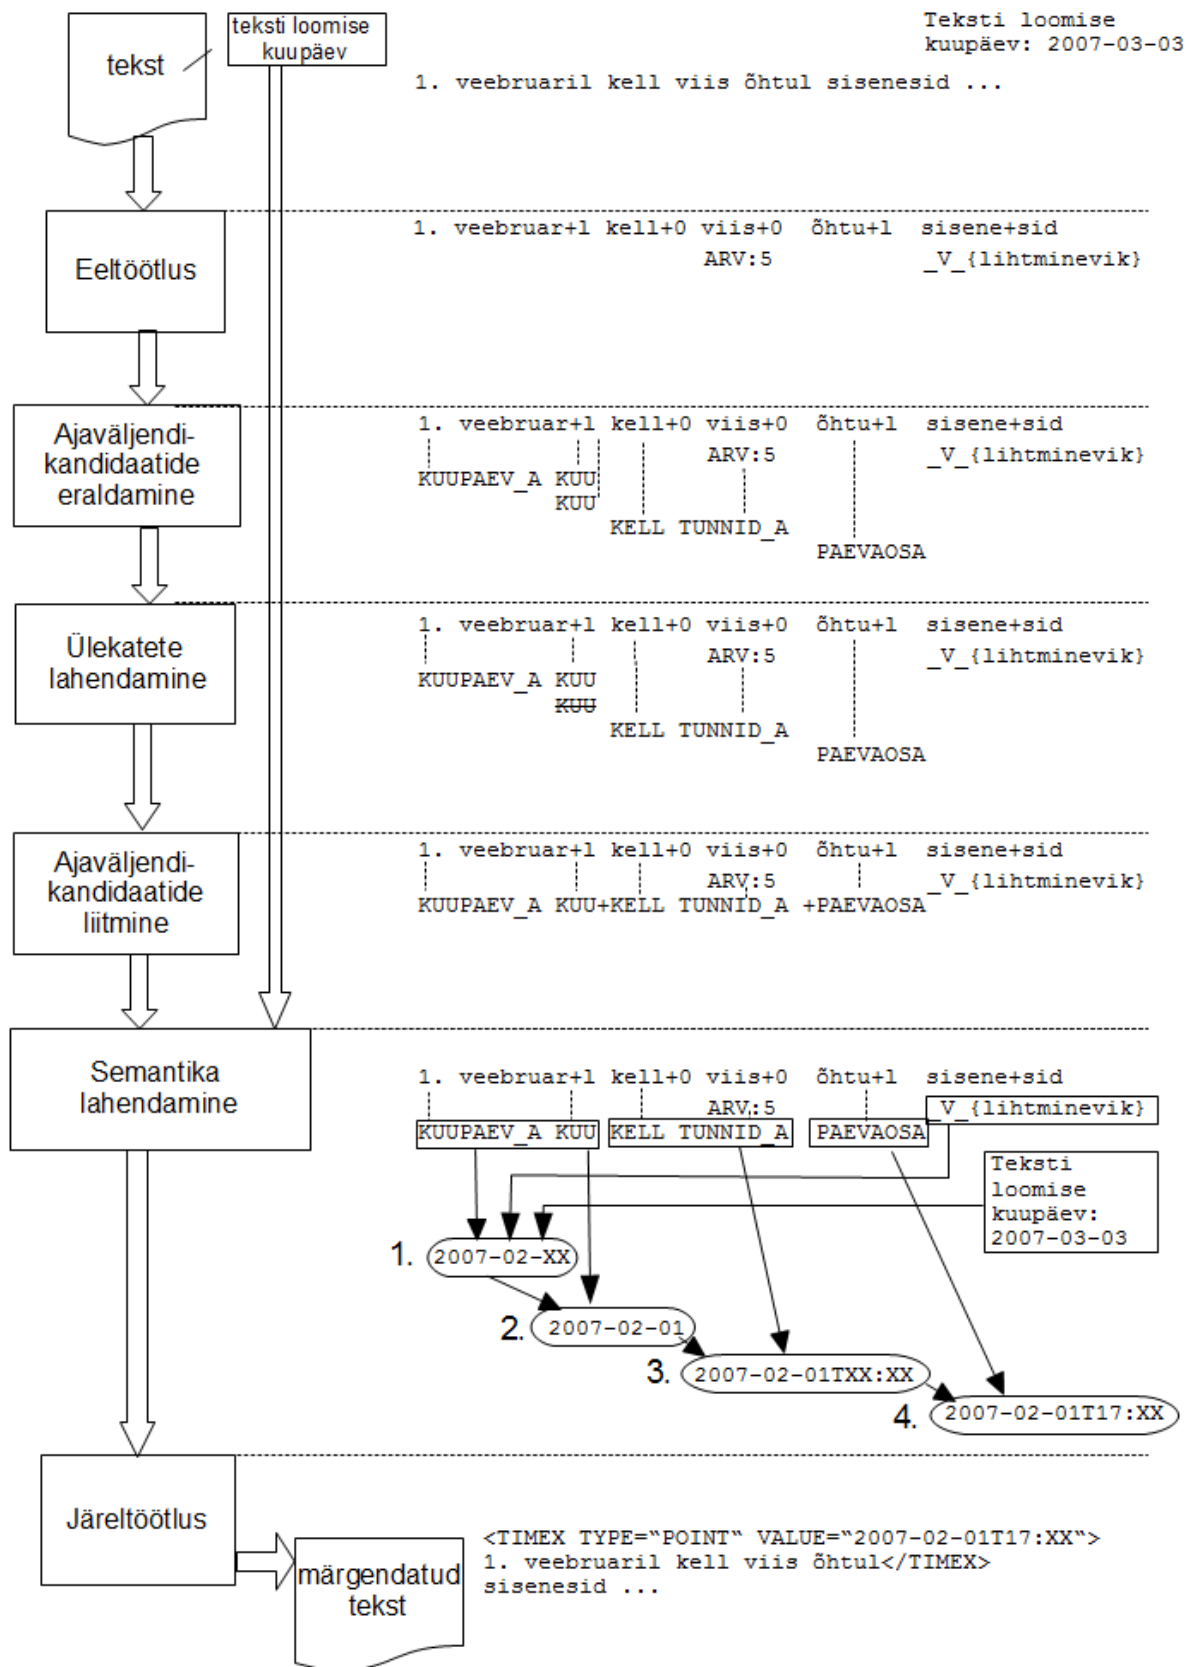 tekst
teksti loomise
kuupäev
Teksti loomise
kuupäev: 2007-03-03
1. veebruaril kell viis õhtul sisenesid ...
Eeltöötlus
1. veebruar+l kell+0 viis+0 õhtu+l sisene+sid
ARV:5 _V_{lihtminevik}
Ajaväljendi-
kandidaatide
eraldamine
1. veebruar+l kell+0 viis+0 õhtu+l sisene+sid
ARV:5 _V_{lihtminevik}
KUUPAEV_A KUU
KUU
KELL TUNNID_A
PAEVAOSA
Ülekatete
lahendamine
1. veebruar+l kell+0 viis+0 õhtu+l sisene+sid
ARV:5 _V_{lihtminevik}
KUUPAEV_A KUU
KUU
KELL TUNNID_A
PAEVAOSA
Ajaväljendi-
kandidaatide
liitmine
1. veebruar+l kell+0 viis+0 õhtu+l sisene+sid
ARV:5 _V_{lihtminevik}
KUUPAEV_A KUU+KELL TUNNID_A +PAEVAOSA
Semantika
lahendamine
1. veebruar+l kell+0 viis+0 õhtu+l sisene+sid
ARV:5 _V_{lihtminevik}
KUUPAEV_A KUU KELL TUNNID_A PAEVAOSA
Teksti
loomise
kuupäev:
2007-03-03
1. 2007-02-XX
2. 2007-02-01
3. 2007-02-01TXX:XX
4. 2007-02-01T17:XX
Järeltöötlus
märgendatud
tekst
<TIMEX TYPE=“POINT“ VALUE=“2007-02-01T17:XX“>
1. veebruaril kell viis õhtul</TIMEX>
sisenesid ...